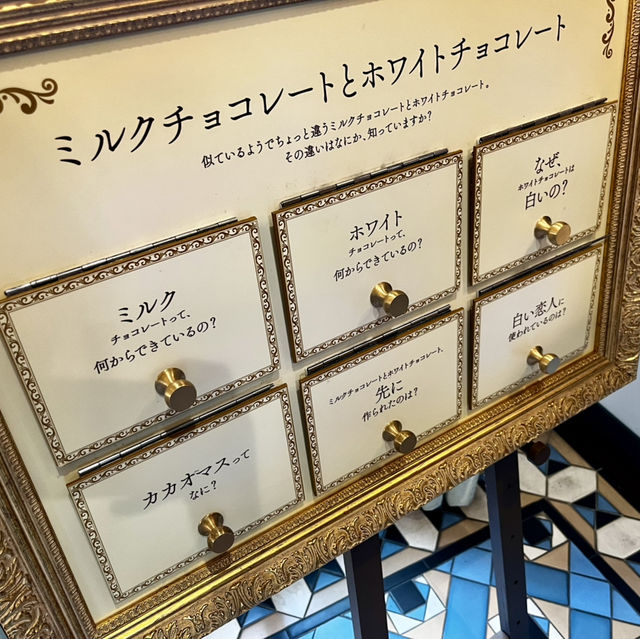 ミルクチョコレートとホワイトチョコレート
似ているようでちょっと違うミルクチョコレートとホワイトチョコレート。
その違いはなにか、知っていますか?
ミルク
チョコレートって、
何からできているの?
ホワイト
チョコレートって、
何からできているの?
なぜ、
ホワイトチョコレートは
白いの?
カカオマスって
なに?
ミルクチョコレートとホワイトチョコレート、
先に
作られたのは?
白い恋人に
使われているのは?